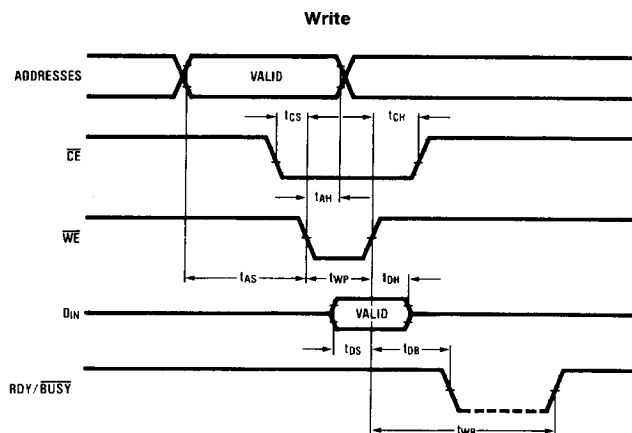 Write
ADDRESSES
VALID
tCS
tCH
CE
tAH
WE
tAS
tWP
tDH
DIN
VALID
tDS
tDB
RDY/BUSY
tWR